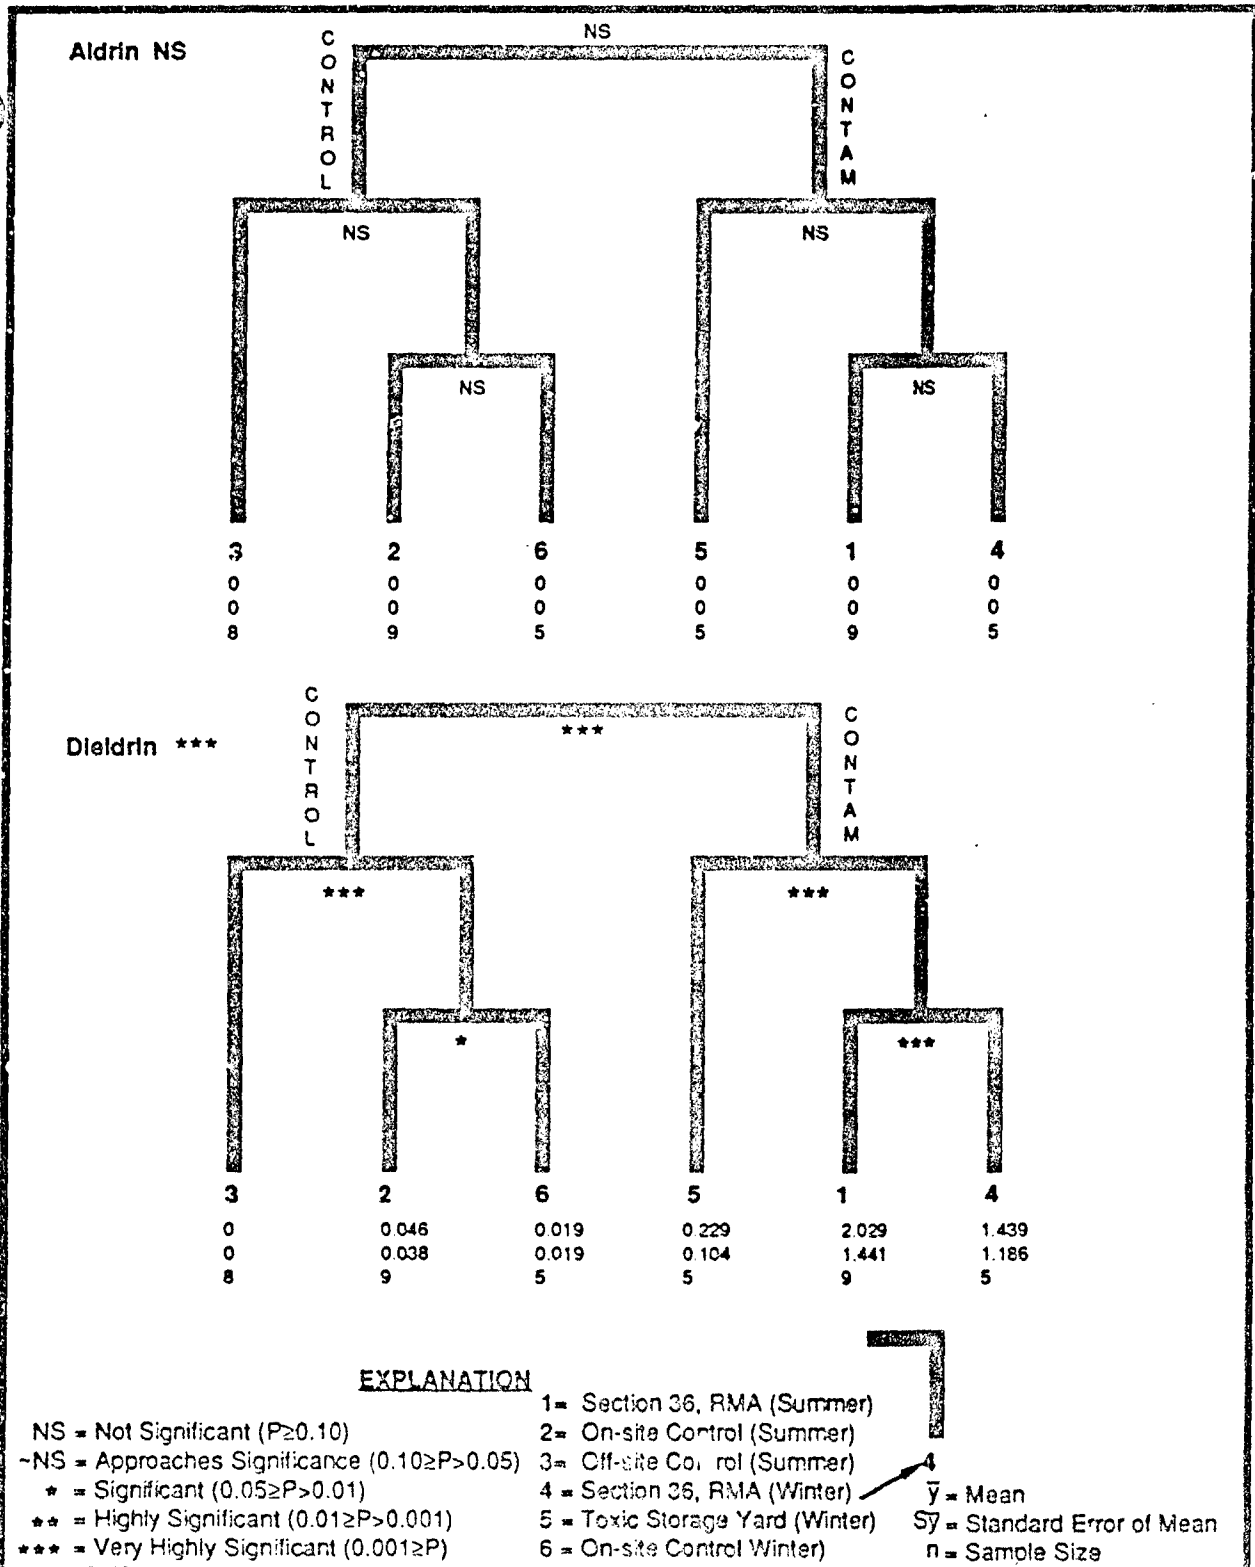 Aldrin NS
CONTROL
NS
CONTAM
NS
NS
NS
NS
3 2 6 5 1 4
0 0 0 0 0 0
0 0 0 0 0 0
8 9 5 5 9 5
Dieldrin ***
CONTROL
***
CONTAM
***
***
*
***
3 2 6 5 1 4
0 0.046 0.019 0.229 2.029 1.439
0 0.038 0.019 0.104 1.441 1.186
8 9 5 5 9 5
EXPLANATION
NS = Not Significant (P≥0.10)
~NS = Approaches Significance (0.10≥P>0.05)
* = Significant (0.05≥P>0.01)
** = Highly Significant (0.01≥P>0.001)
*** = Very Highly Significant (0.001≥P)
1= Section 36, RMA (Summer)
2= On-site Control (Summer)
3= Off-site Control (Summer)
4 = Section 36, RMA (Winter)
5 = Toxic Storage Yard (Winter)
6 = On-site Control Winter)
4
y̅ = Mean
Sy̅ = Standard Error of Mean
n = Sample Size